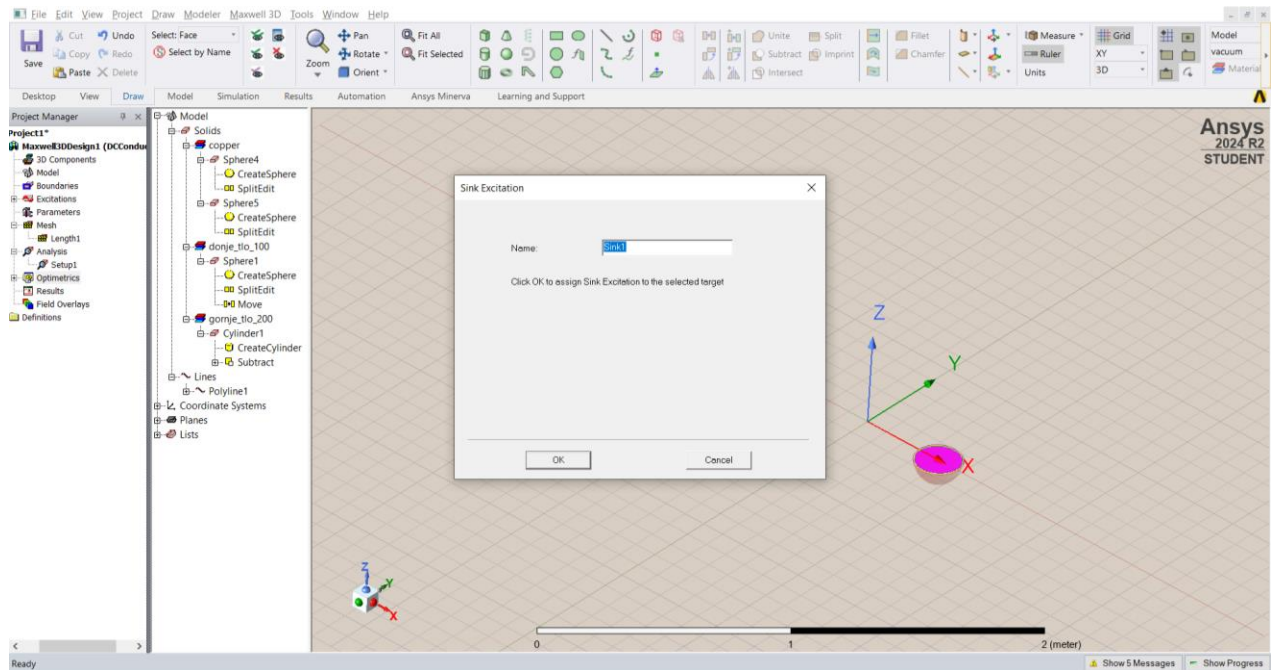 File Edit View Project Draw Modeler Maxwell 3D Tools Window Help
Save
Cut
Copy
Paste
Undo
Redo
Delete
Select: Face
Select by Name
Zoom
Pan
Rotate
Orient
Fit All
Fit Selected
Unite
Subtract
Intersect
Split
Imprint
Fillet
Chamfer
Measure
Ruler
Units
Grid
XY
3D
Model
vacuum
Material
Desktop View Draw Model Simulation Results Automation Ansys Minerva Learning and Support
Project Manager
Project1*
Maxwell3DDesign1 (DCCondu
3D Components
Model
Boundaries
Excitations
Parameters
Mesh
Length1
Analysis
Setup1
Optimetrics
Results
Field Overlays
Definitions
Model
Solids
copper
Sphere4
CreateSphere
SplitEdit
Sphere5
CreateSphere
SplitEdit
donje_tlo_100
Sphere1
CreateSphere
SplitEdit
Move
gornje_tlo_200
Cylinder1
CreateCylinder
Subtract
Lines
Polyline1
Coordinate Systems
Planes
Lists
Sink Excitation
Name: Sink1
Click OK to assign Sink Excitation to the selected target
OK Cancel
Ansys
2024 R2
STUDENT
Z
Y
X
Z
Y
X
0 1 2 (meter)
Ready
Show 5 Messages Show Progress